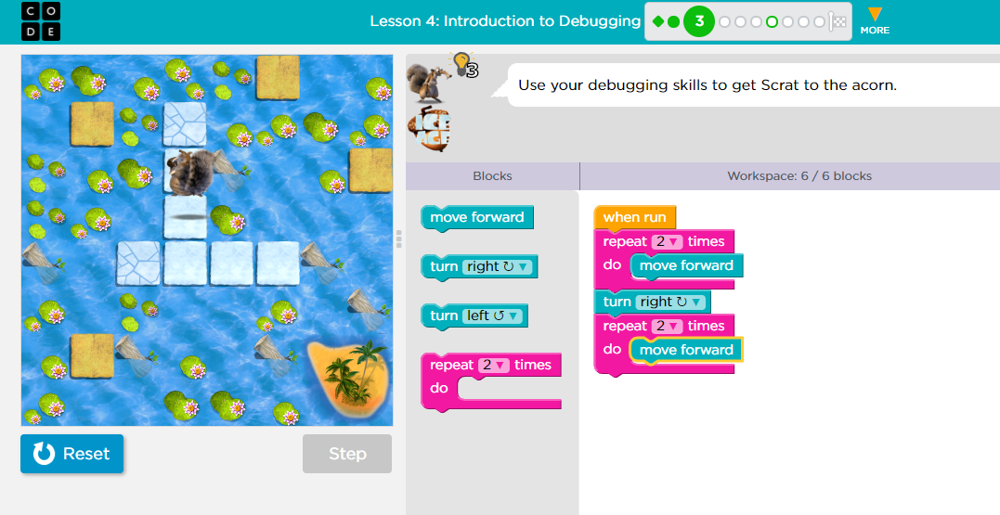 C O
D E
Lesson 4: Introduction to Debugging
3
MORE
3
Use your debugging skills to get Scrat to the acorn.
ICE
AGE
Blocks
Workspace: 6 / 6 blocks
move forward
turn right ↻ ▼
turn left ↺ ▼
repeat 2 ▼ times
do
when run
repeat 2 ▼ times
do move forward
turn right ↻ ▼
repeat 2 ▼ times
do move forward
Reset
Step